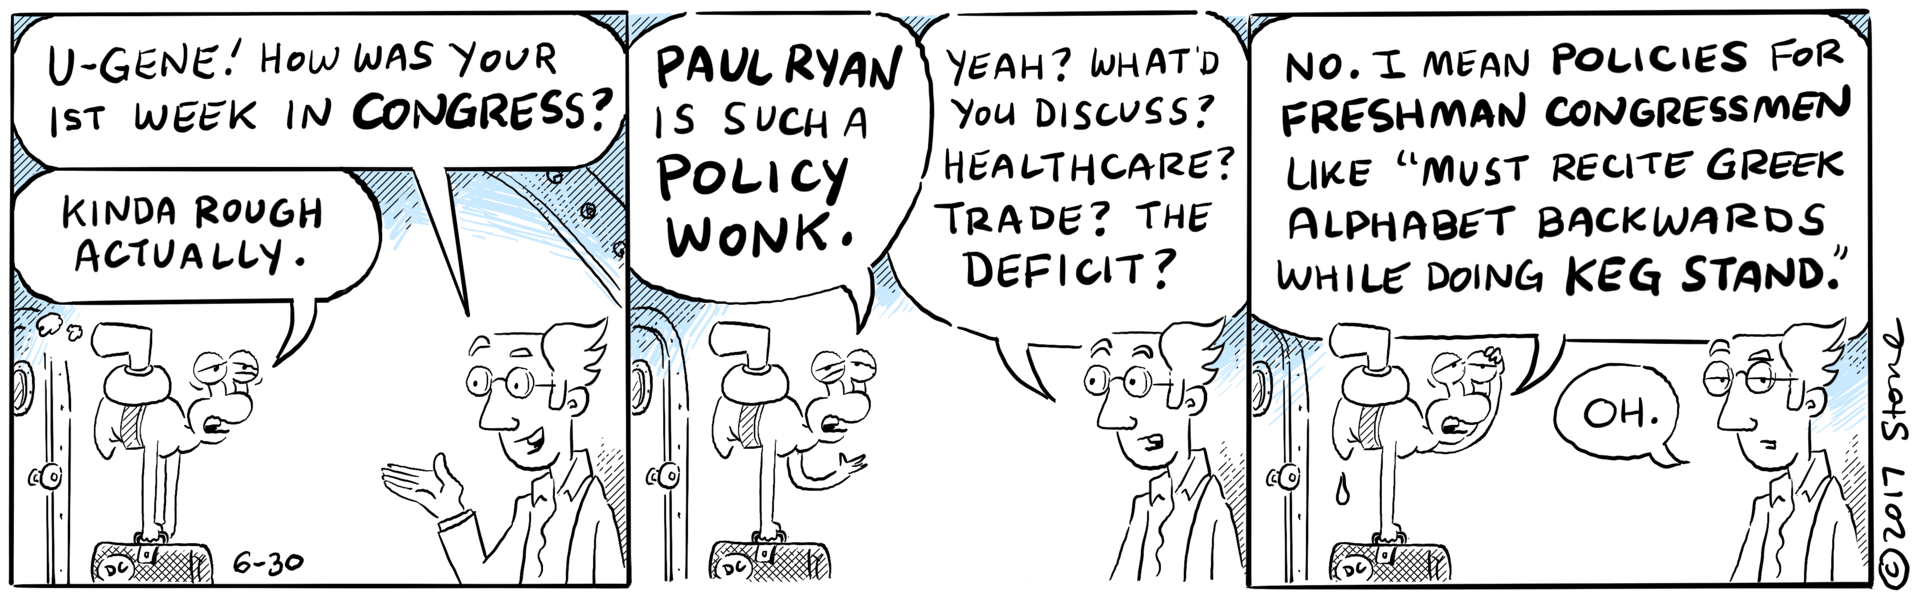 U-GENE! HOW WAS YOUR
1ST WEEK IN CONGRESS?
KINDA ROUGH
ACTUALLY.
DC
6-30
PAUL RYAN
IS SUCH A
POLICY
WONK.
YEAH? WHAT'D
YOU DISCUSS?
HEALTHCARE?
TRADE? THE
DEFICIT?
DC
NO. I MEAN POLICIES FOR
FRESHMAN CONGRESSMEN
LIKE "MUST RECITE GREEK
ALPHABET BACKWARDS
WHILE DOING KEG STAND."
OH.
DC
©2017 Stone